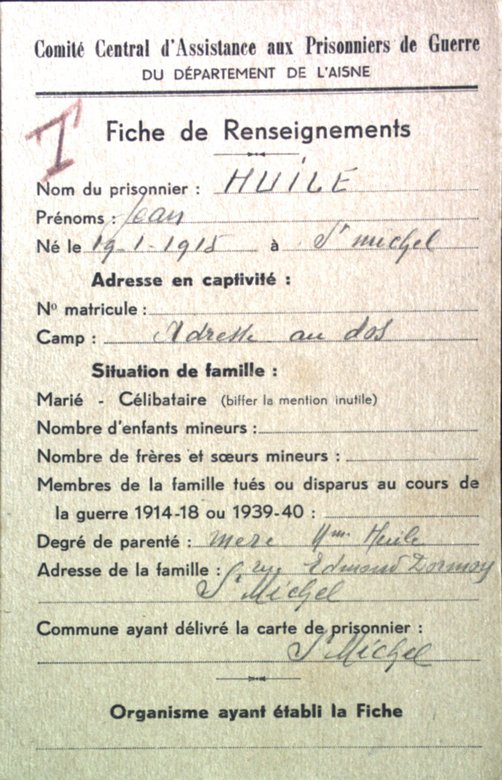 Comité Central d'Assistance aux Prisonniers de Guerre
DU DÉPARTEMENT DE L'AISNE
I
Fiche de Renseignements
Nom du prisonnier : HUILE
Prénoms : Jean
Né le 19-1-1915 à St michel
Adresse en captivité :
No matricule :
Camp : Adresse au dos
Situation de famille :
Marié - Célibataire (biffer la mention inutile)
Nombre d'enfants mineurs :
Nombre de frères et sœurs mineurs :
Membres de la famille tués ou disparus au cours de
la guerre 1914-18 ou 1939-40 :
Degré de parenté : mere Mme Huile
Adresse de la famille : rue Edmond Dormoy
St Michel
Commune ayant délivré la carte de prisonnier :
St Michel
Organisme ayant établi la Fiche